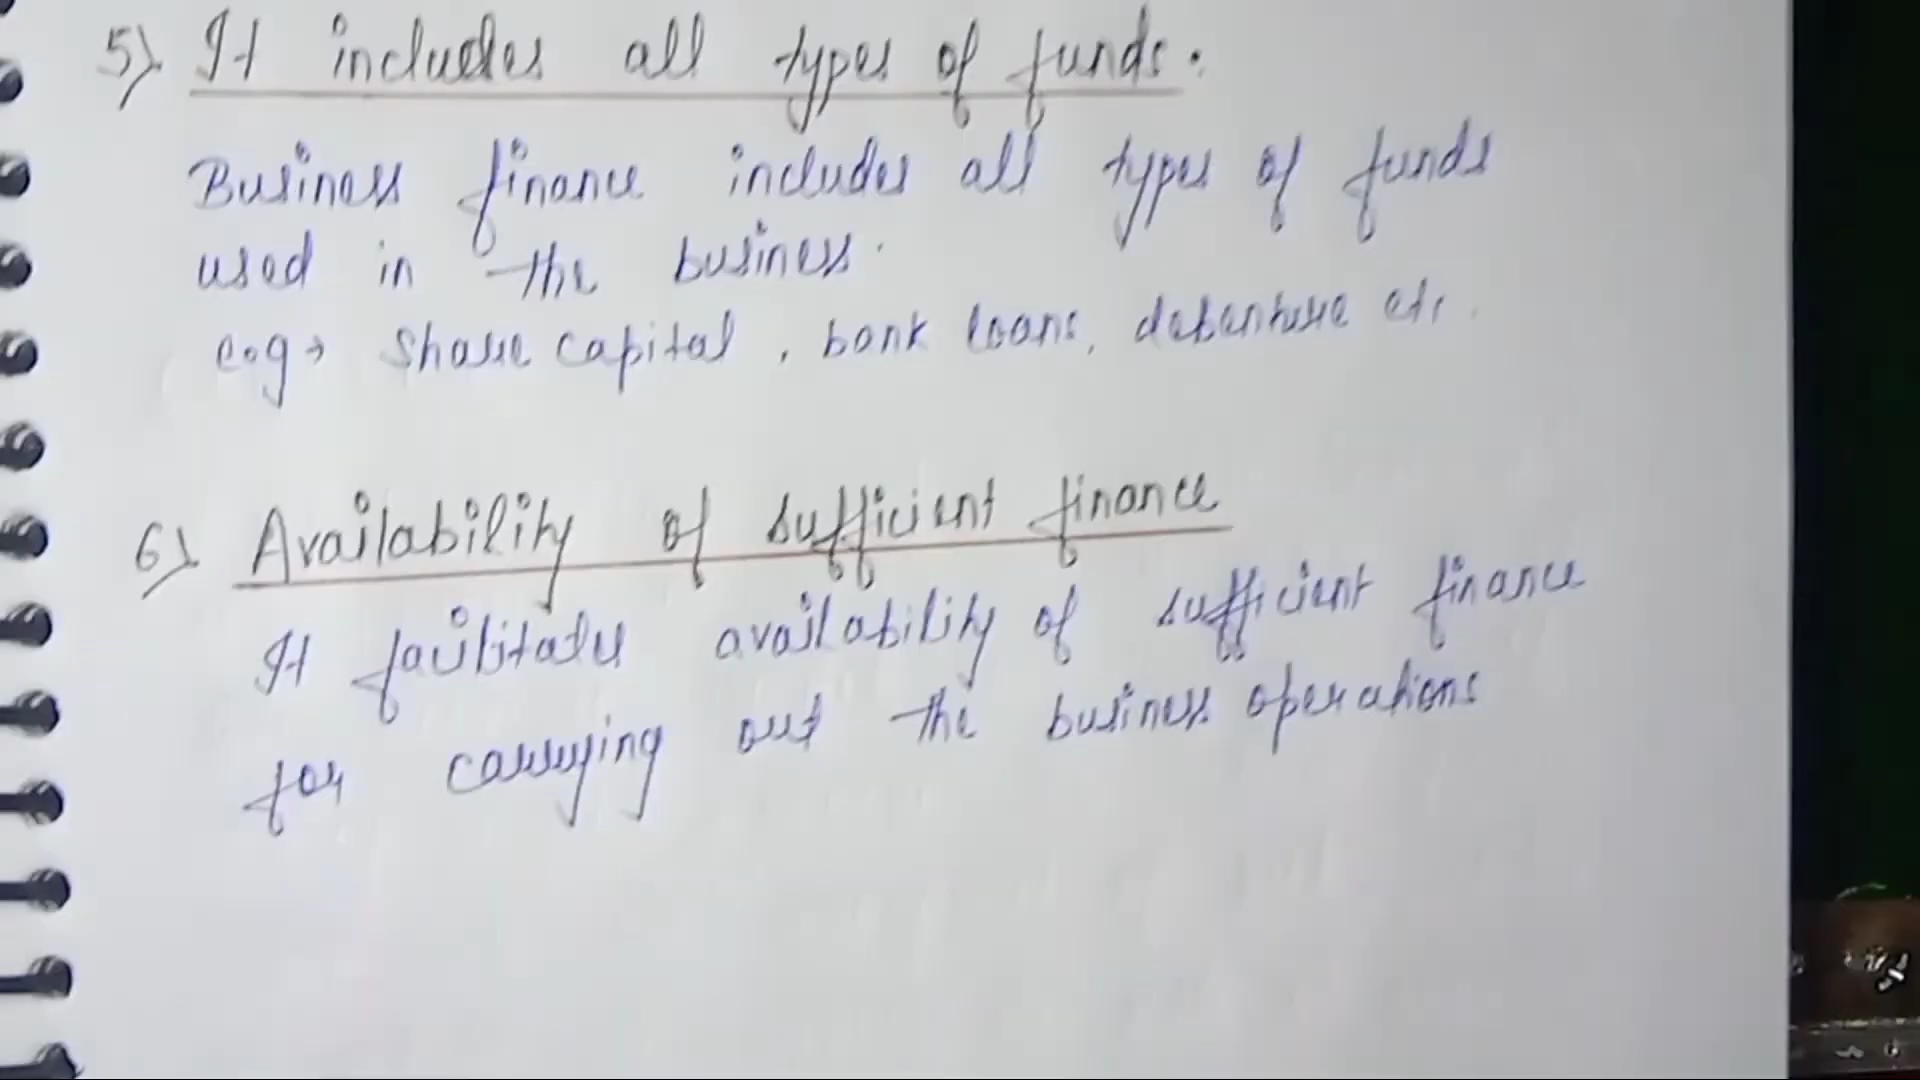 5) It includes all types of funds.
Business finance includes all types of funds
used in the business.
e.g → Share capital, bank loans, debenture etc.
6) Availability of sufficient finance
It facilitates availability of sufficient finance
for carrying out the business operations